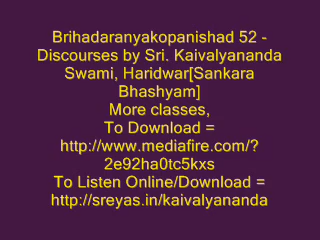 Brihadaranyakopanishad 52 -
Discourses by Sri. Kaivalyananda
Swami, Haridwar[Sankara
Bhashyam]
More classes,
To Download =
http://www.mediafire.com/?
2e92ha0tc5kxs
To Listen Online/Download =
http://sreyas.in/kaivalyananda